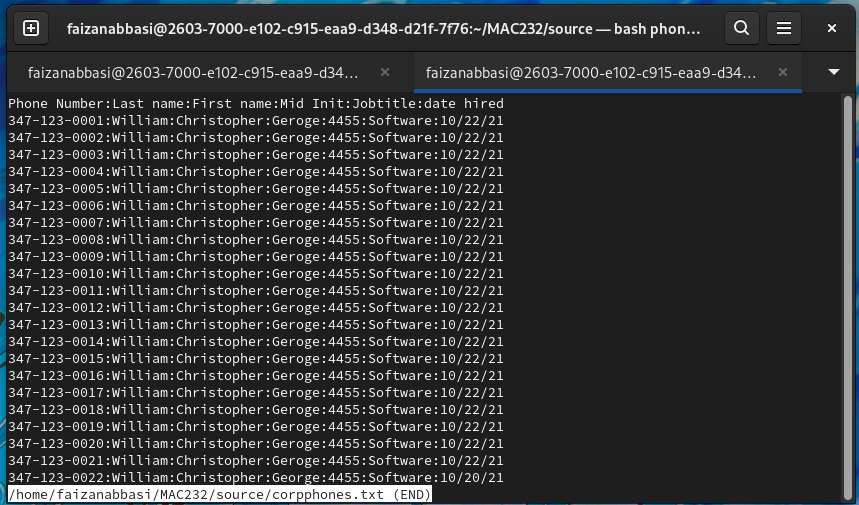 faizanabbasi@2603-7000-e102-c915-eaa9-d348-d21f-7f76:~/MAC232/source — bash phon…
faizanabbasi@2603-7000-e102-c915-eaa9-d34…
faizanabbasi@2603-7000-e102-c915-eaa9-d34…
Phone Number:Last name:First name:Mid Init:Jobtitle:date hired
347-123-0001:William:Christopher:Geroge:4455:Software:10/22/21
347-123-0002:William:Christopher:Geroge:4455:Software:10/22/21
347-123-0003:William:Christopher:Geroge:4455:Software:10/22/21
347-123-0004:William:Christopher:Geroge:4455:Software:10/22/21
347-123-0005:William:Christopher:Geroge:4455:Software:10/22/21
347-123-0006:William:Christopher:Geroge:4455:Software:10/22/21
347-123-0007:William:Christopher:Geroge:4455:Software:10/22/21
347-123-0008:William:Christopher:Geroge:4455:Software:10/22/21
347-123-0009:William:Christopher:Geroge:4455:Software:10/22/21
347-123-0010:William:Christopher:Geroge:4455:Software:10/22/21
347-123-0011:William:Christopher:Geroge:4455:Software:10/22/21
347-123-0012:William:Christopher:Geroge:4455:Software:10/22/21
347-123-0013:William:Christopher:Geroge:4455:Software:10/22/21
347-123-0014:William:Christopher:Geroge:4455:Software:10/22/21
347-123-0015:William:Christopher:Geroge:4455:Software:10/22/21
347-123-0016:William:Christopher:Geroge:4455:Software:10/22/21
347-123-0017:William:Christopher:Geroge:4455:Software:10/22/21
347-123-0018:William:Christopher:Geroge:4455:Software:10/22/21
347-123-0019:William:Christopher:Geroge:4455:Software:10/22/21
347-123-0020:William:Christopher:Geroge:4455:Software:10/22/21
347-123-0021:William:Christopher:Geroge:4455:Software:10/22/21
347-123-0022:William:Christopher:George:4455:Software:10/20/21
/home/faizanabbasi/MAC232/source/corpphones.txt (END)